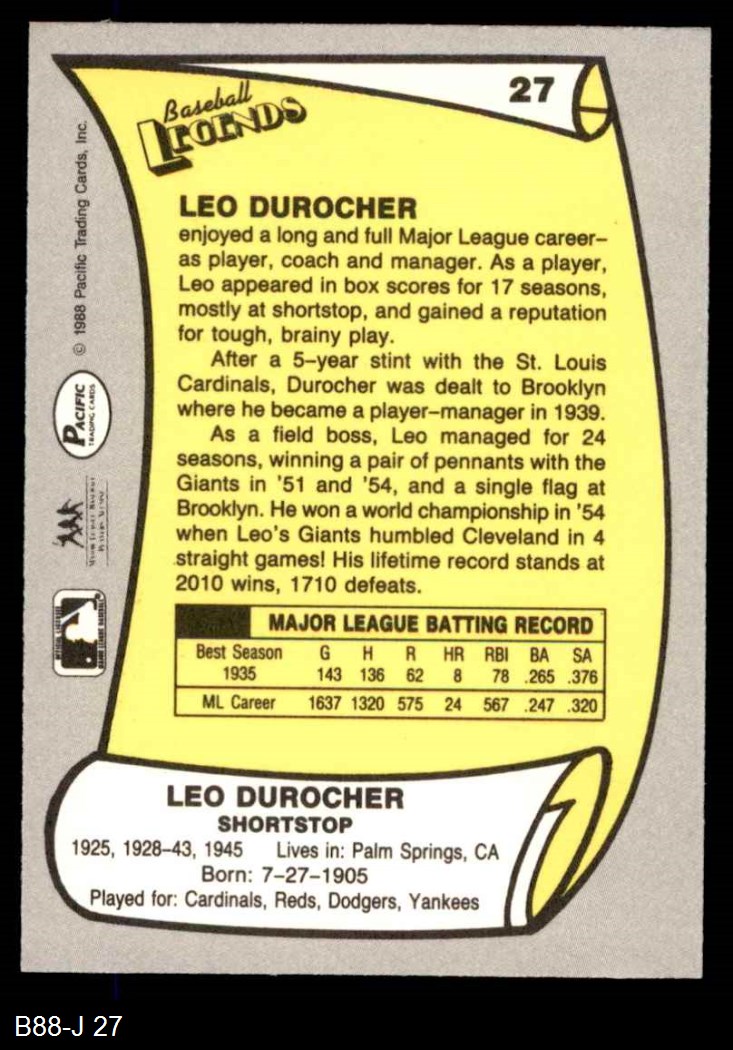 27
Baseball
LEGENDS
LEO DUROCHER
enjoyed a long and full Major League career–
as player, coach and manager. As a player,
Leo appeared in box scores for 17 seasons,
mostly at shortstop, and gained a reputation
for tough, brainy play.
After a 5–year stint with the St. Louis
Cardinals, Durocher was dealt to Brooklyn
where he became a player–manager in 1939.
As a field boss, Leo managed for 24
seasons, winning a pair of pennants with the
Giants in '51 and '54, and a single flag at
Brooklyn. He won a world championship in '54
when Leo's Giants humbled Cleveland in 4
straight games! His lifetime record stands at
2010 wins, 1710 defeats.
MAJOR LEAGUE BATTING RECORD
Best Season G H R HR RBI BA SA
1935 143 136 62 8 78 .265 .376
ML Career 1637 1320 575 24 567 .247 .320
LEO DUROCHER
SHORTSTOP
1925, 1928–43, 1945 Lives in: Palm Springs, CA
Born: 7–27–1905
Played for: Cardinals, Reds, Dodgers, Yankees
© 1988 Pacific Trading Cards, Inc.
PACIFIC
TRADING CARDS
B88-J 27